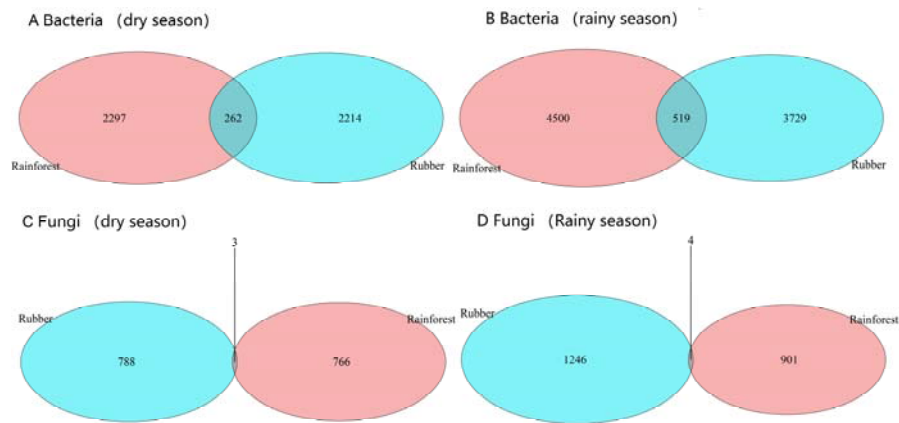 A Bacteria (dry season)
2297
262
2214
Rainforest
Rubber
B Bacteria (rainy season)
4500
519
3729
Rainforest
Rubber
C Fungi (dry season)
3
Rubber
Rainforest
788
766
D Fungi (Rainy season)
4
Rubber
Rainforest
1246
901